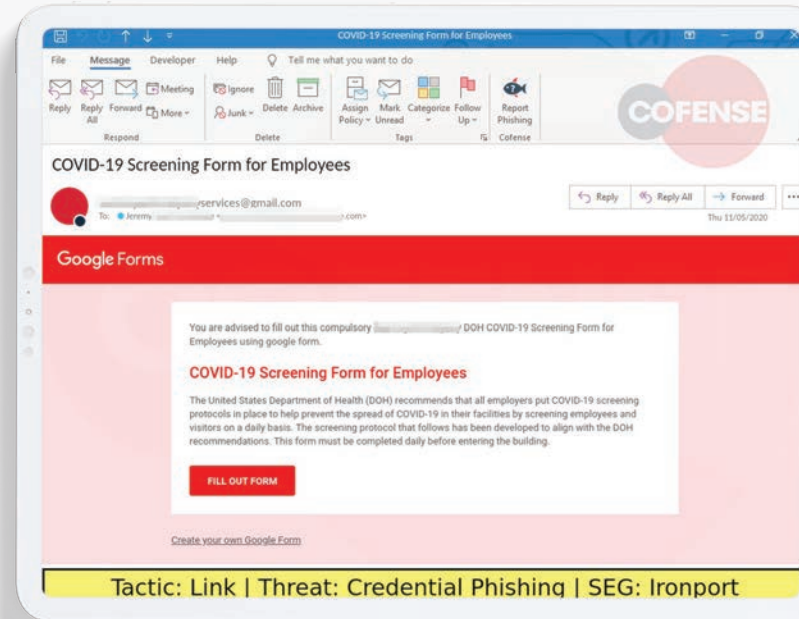 COVID-19 Screening Form for Employees
File Message Developer Help Tell me what you want to do
Reply Reply All Forward Meeting More Ignore Junk Delete Archive Assign Policy Mark Unread Categorize Follow Up Report Phishing
Respond Delete Tags Cofense
COFENSE
COVID-19 Screening Form for Employees
services@gmail.com
Reply Reply All Forward ...
To: Jeremy .com>
Thu 11/05/2020
Google Forms
You are advised to fill out this compulsory DOH COVID-19 Screening Form for
Employees using google form.
COVID-19 Screening Form for Employees
The United States Department of Health (DOH) recommends that all employers put COVID-19 screening
protocols in place to help prevent the spread of COVID-19 in their facilities by screening employees and
visitors on a daily basis. The screening protocol that follows has been developed to align with the DOH
recommendations. This form must be completed daily before entering the building.
FILL OUT FORM
Create your own Google Form
Tactic: Link | Threat: Credential Phishing | SEG: Ironport